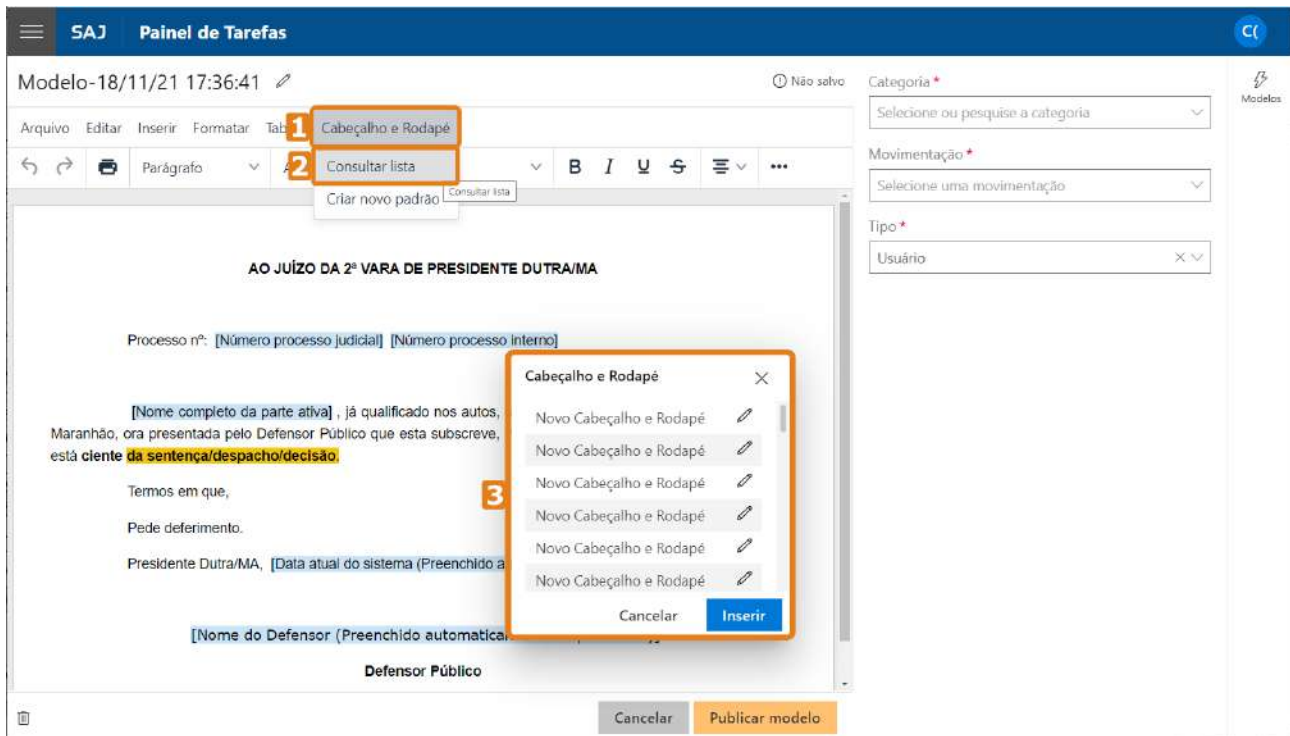 SAJ Painel de Tarefas C(
Modelo-18/11/21 17:36:41 Não salvo
Arquivo Editar Inserir Formatar Tab 1 Cabeçalho e Rodapé
Parágrafo 2 Consultar lista B I U S
Criar novo padrão Consultar lista
AO JUÍZO DA 2ª VARA DE PRESIDENTE DUTRA/MA
Processo nº: [Número processo judicial] [Número processo interno]
[Nome completo da parte ativa] , já qualificado nos autos,
Maranhão, ora presentada pelo Defensor Público que esta subscreve,
está ciente da sentença/despacho/decisão.
Termos em que,
Pede deferimento.
Presidente Dutra/MA, [Data atual do sistema (Preenchido a
[Nome do Defensor (Preenchido automatica
Defensor Público
3
Cabeçalho e Rodapé
Novo Cabeçalho e Rodapé
Novo Cabeçalho e Rodapé
Novo Cabeçalho e Rodapé
Novo Cabeçalho e Rodapé
Novo Cabeçalho e Rodapé
Novo Cabeçalho e Rodapé
Cancelar Inserir
Cancelar Publicar modelo
Categoria *
Selecione ou pesquise a categoria
Movimentação *
Selecione uma movimentação
Tipo *
Usuário
Modelos